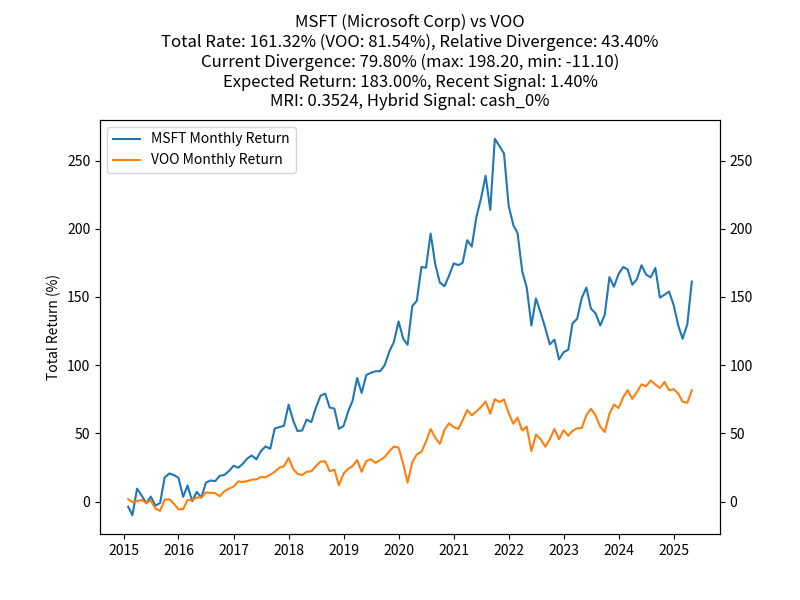 MSFT (Microsoft Corp) vs VOO
Total Rate: 161.32% (VOO: 81.54%), Relative Divergence: 43.40%
Current Divergence: 79.80% (max: 198.20, min: -11.10)
Expected Return: 183.00%, Recent Signal: 1.40%
MRI: 0.3524, Hybrid Signal: cash_0%
MSFT Monthly Return
VOO Monthly Return
Total Return (%)
250
200
150
100
50
0
250
200
150
100
50
0
2015 2016 2017 2018 2019 2020 2021 2022 2023 2024 2025